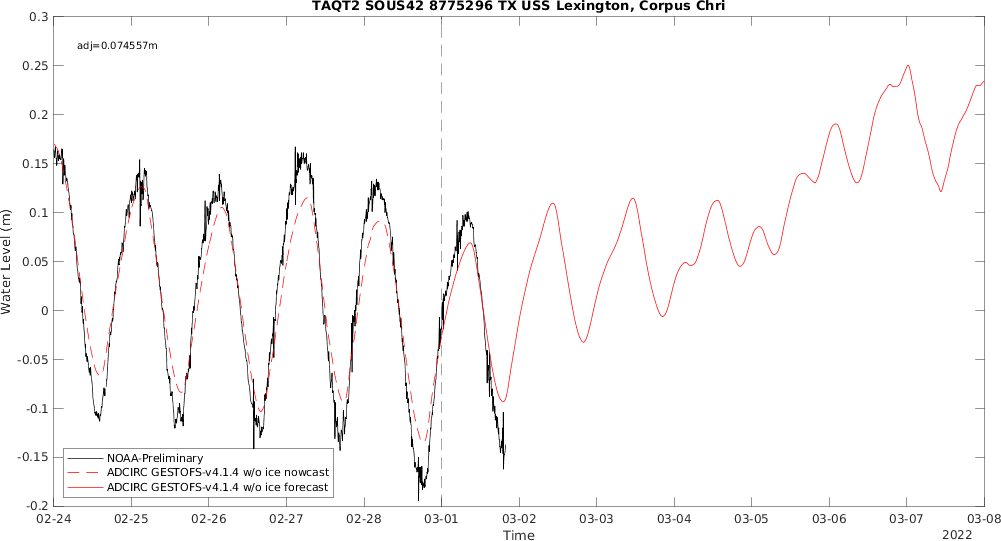 TAQT2 SOUS42 8775296 TX USS Lexington, Corpus Chri
adj=0.074557m
0.3
0.25
0.2
0.15
0.1
0.05
0
-0.05
-0.1
-0.15
-0.2
Water Level (m)
NOAA-Preliminary
ADCIRC GESTOFS-v4.1.4 w/o ice nowcast
ADCIRC GESTOFS-v4.1.4 w/o ice forecast
02-24 02-25 02-26 02-27 02-28 03-01 03-02 03-03 03-04 03-05 03-06 03-07 03-08
Time
2022